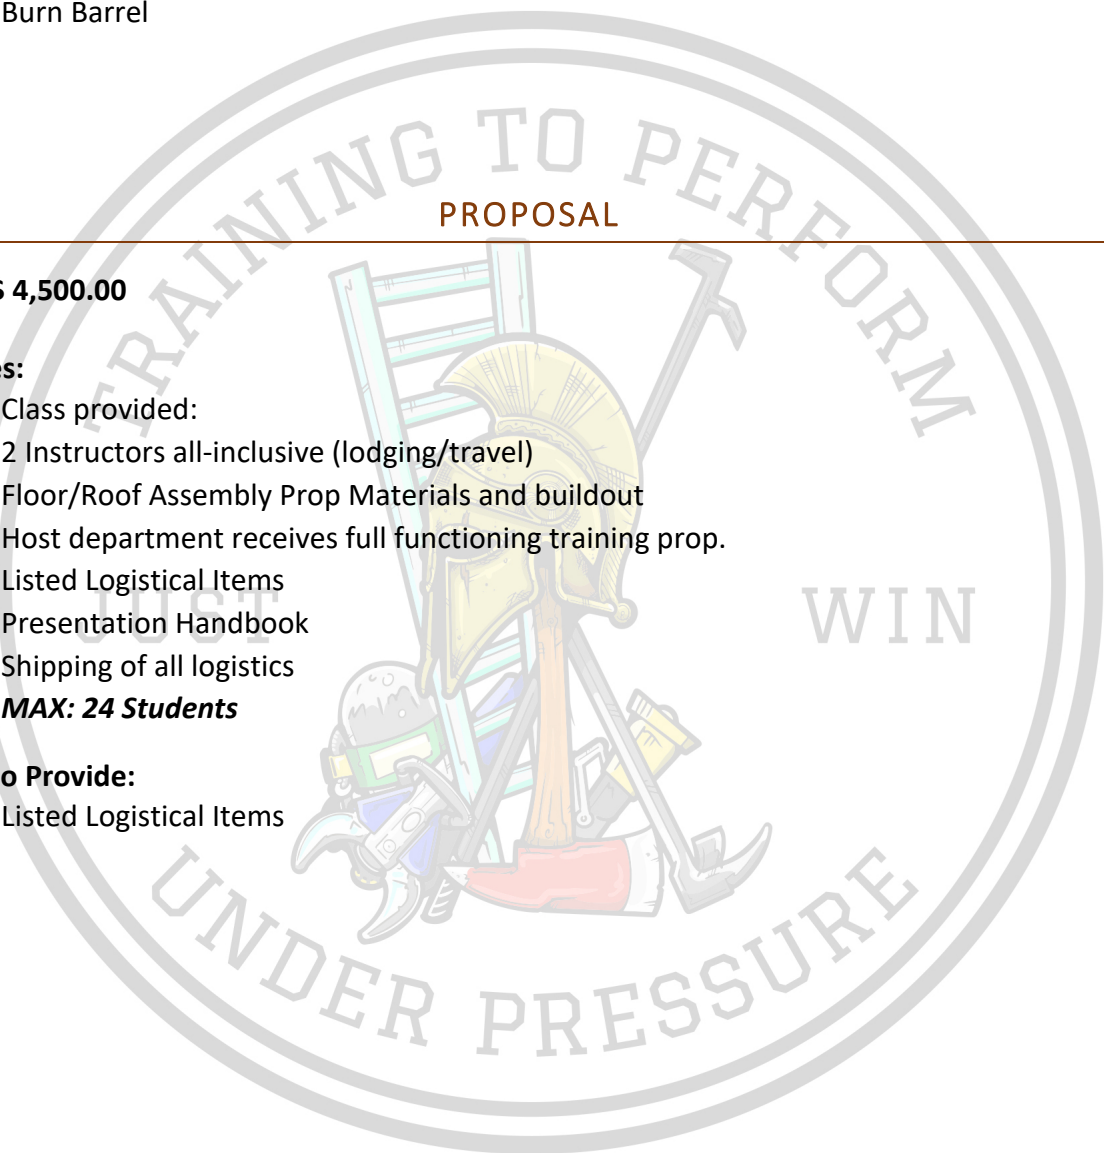 Burn Barrel
TRAINING TO PERFORM
PROPOSAL
$ 4,500.00
es:
Class provided:
2 Instructors all-inclusive (lodging/travel)
Floor/Roof Assembly Prop Materials and buildout
Host department receives full functioning training prop.
Listed Logistical Items
JUST WIN
Presentation Handbook
Shipping of all logistics
MAX: 24 Students
o Provide:
Listed Logistical Items
UNDER PRESSURE